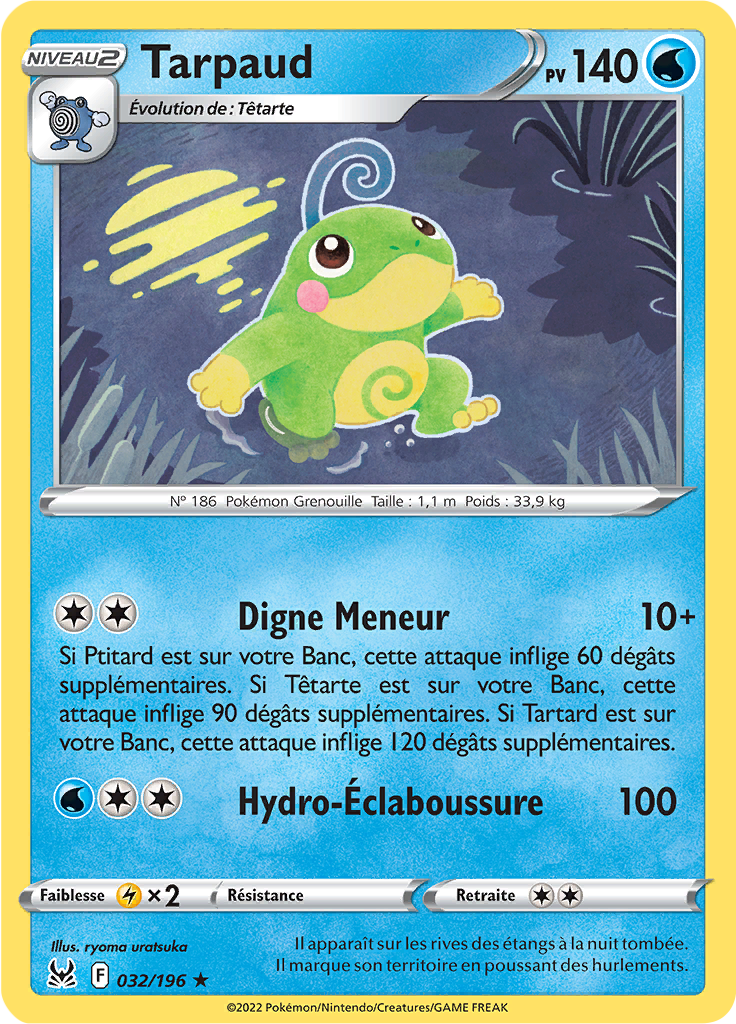 NIVEAU 2
Tarpaud
PV 140
Évolution de : Têtarte
N° 186 Pokémon Grenouille Taille : 1,1 m Poids : 33,9 kg
Digne Meneur 10+
Si Ptitard est sur votre Banc, cette attaque inflige 60 dégâts
supplémentaires. Si Têtarte est sur votre Banc, cette
attaque inflige 90 dégâts supplémentaires. Si Tartard est sur
votre Banc, cette attaque inflige 120 dégâts supplémentaires.
Hydro-Éclaboussure 100
Faiblesse ×2 Résistance Retraite
Illus. ryoma uratsuka
F 032/196 ★
Il apparaît sur les rives des étangs à la nuit tombée.
Il marque son territoire en poussant des hurlements.
©2022 Pokémon/Nintendo/Creatures/GAME FREAK